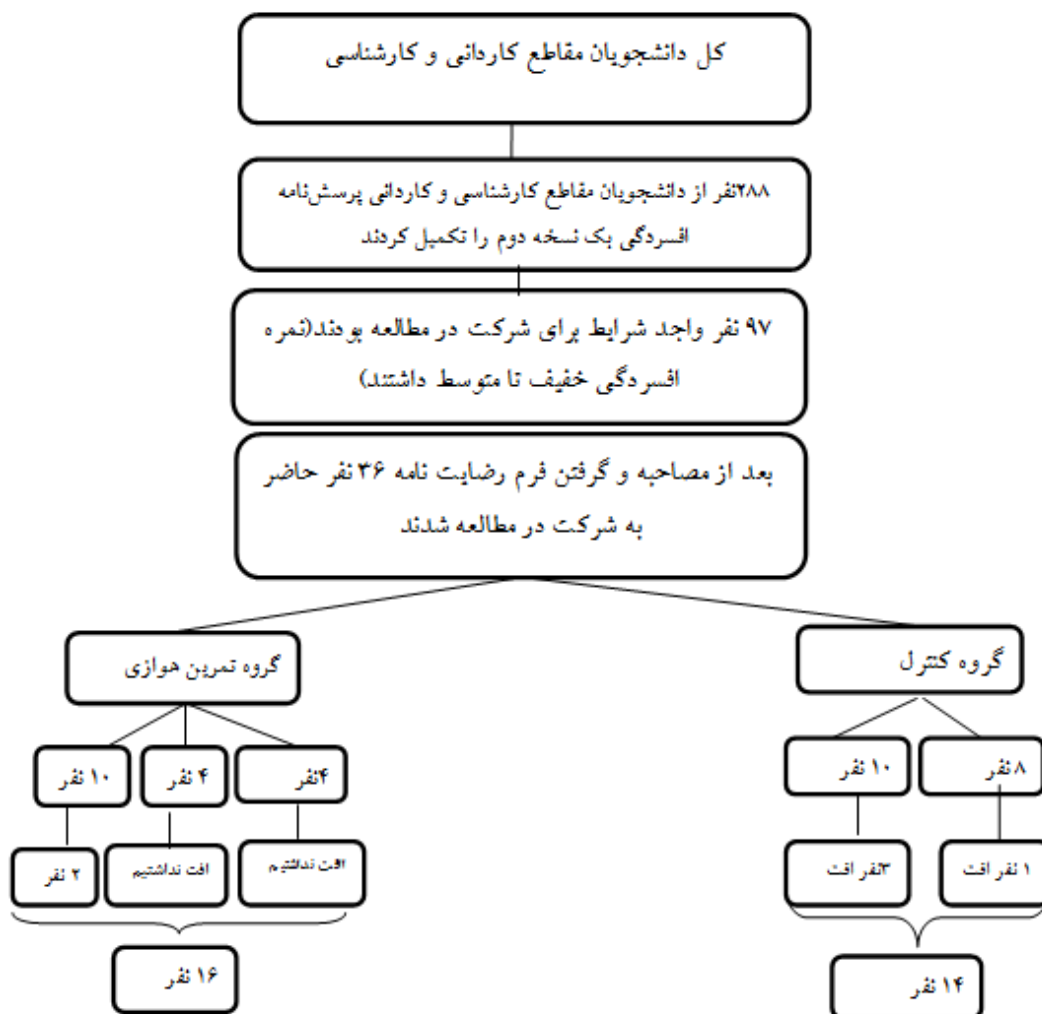 کل دانشجویان مقاطع کاردانی و کارشناسی
۲۸۸نفر از دانشجویان مقاطع کارشناسی و کاردانی پرسش‌نامه
افسردگی بک نسخه دوم را تکمیل کردند
۹۷ نفر واجد شرایط برای شرکت در مطالعه بودند(نمره
افسردگی خفیف تا متوسط داشتند)
بعد از مصاحبه و گرفتن فرم رضایت نامه ۳۶ نفر حاضر
به شرکت در مطالعه شدند
گروه کنترل
گروه تمرین هوازی
۸ نفر
۱۰ نفر
۴نفر
۴ نفر
۱۰ نفر
۱ نفر افت
۳نفر افت
افت نداشتیم
افت نداشتیم
۲ نفر
۱۴ نفر
۱۶ نفر